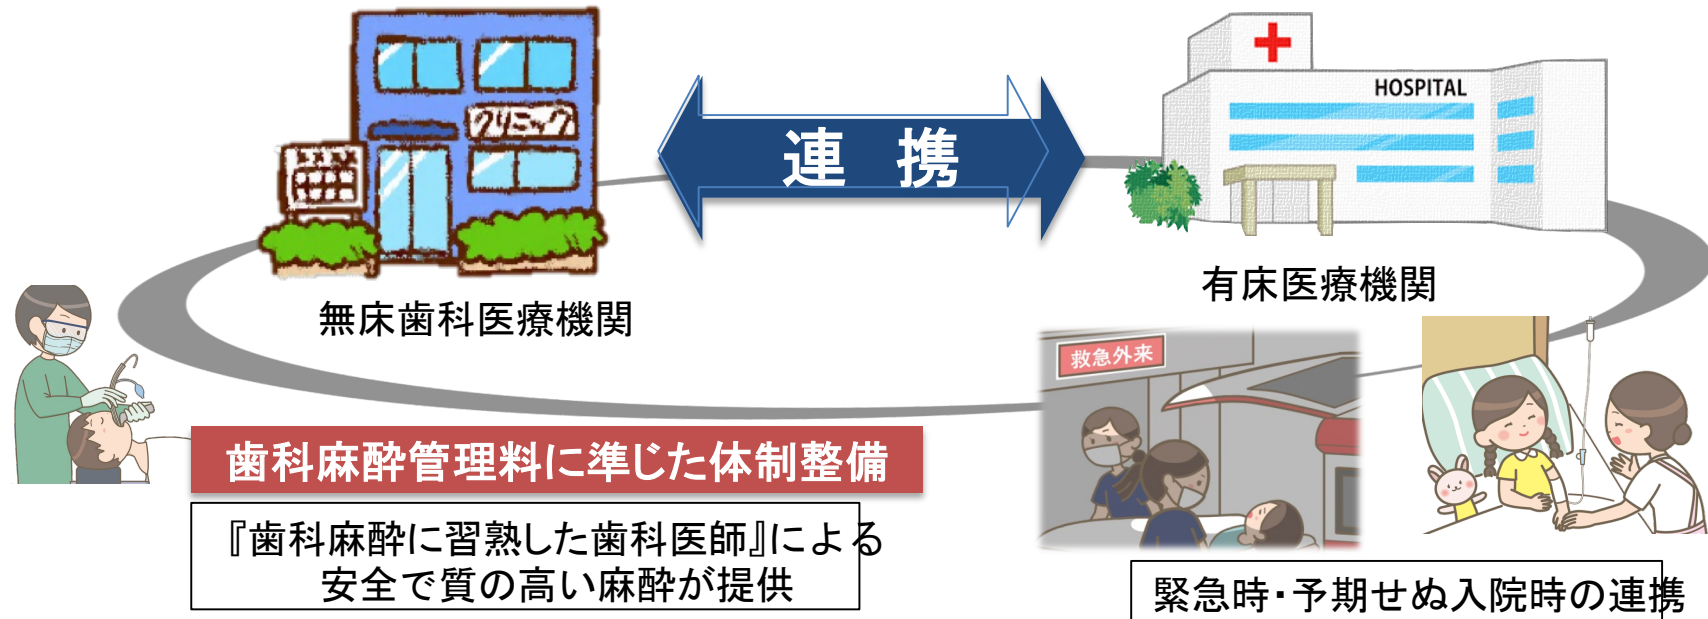 クリニック
連 携
HOSPITAL
無床歯科医療機関
有床医療機関
救急外来
歯科麻酔管理料に準じた体制整備
『歯科麻酔に習熟した歯科医師』による
安全で質の高い麻酔が提供
緊急時・予期せぬ入院時の連携